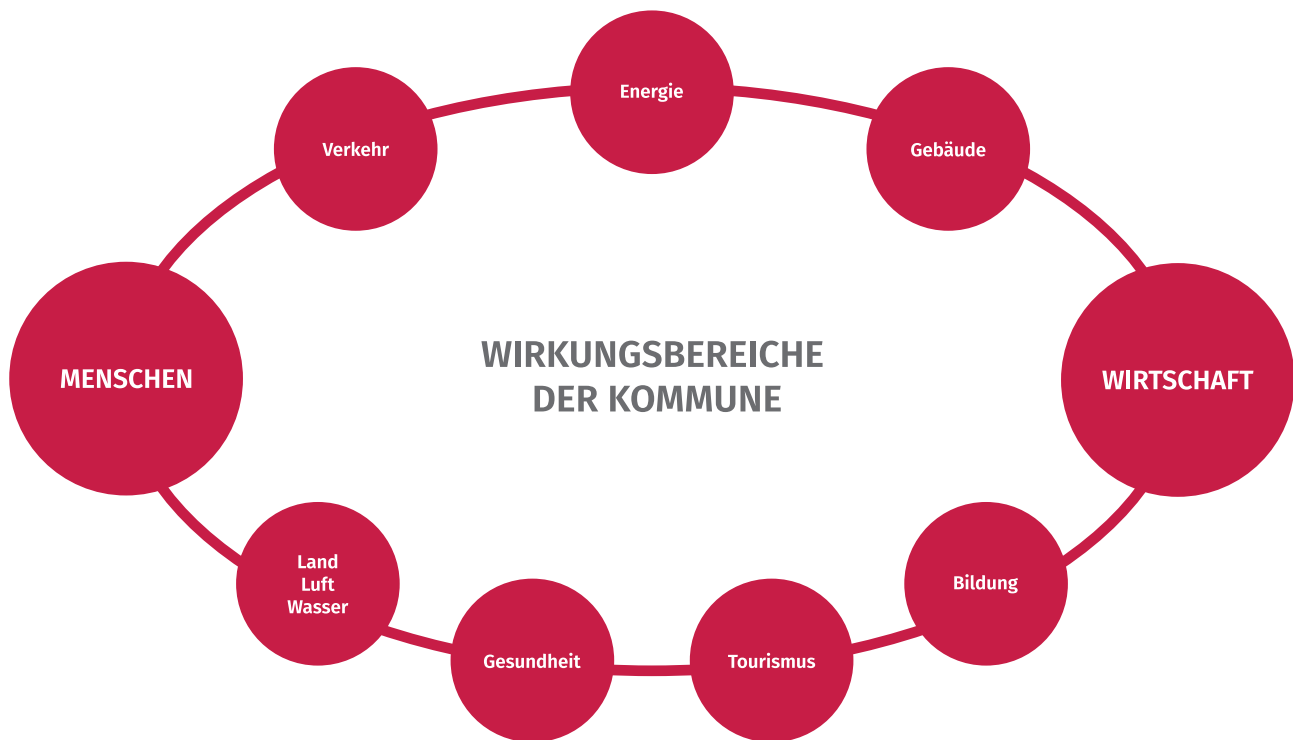 Energie
Verkehr
Gebäude
MENSCHEN
WIRKUNGSBEREICHE
DER KOMMUNE
WIRTSCHAFT
Land
Luft
Wasser
Bildung
Gesundheit
Tourismus